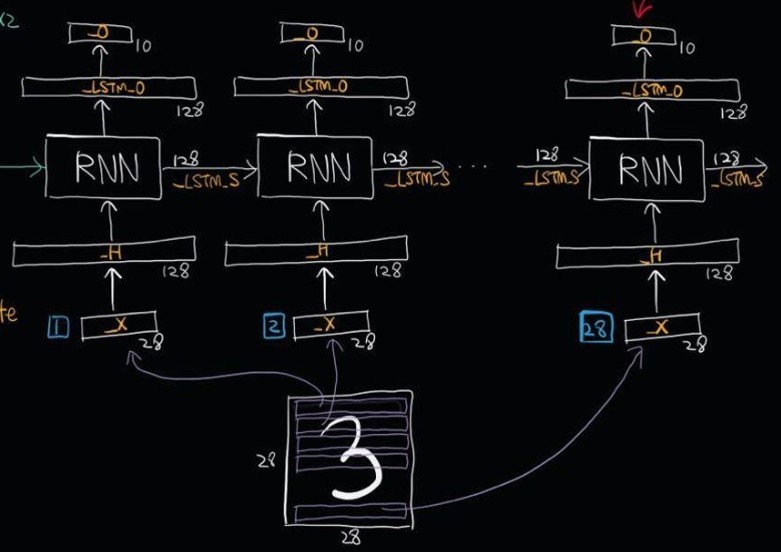 x2
_O 10 _O 10 _O 10
_LSTM_O _LSTM_O _LSTM_O
128 128 128
RNN 128 RNN 128 ... 128 RNN 128
_LSTM_S _LSTM_S _LSTM_S _LSTM_S
_H _H _H
128 128 128
te 1 _X 2 _X 28 _X
28 28 28
3
28
28